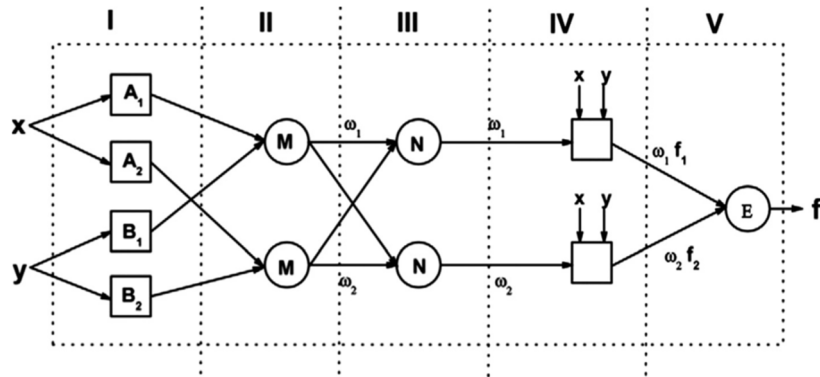 I II III IV V
x y
A₁
x
ω₁ ω₁
M N
ω₁ f₁
A₂
E f
B₁
x y
y
M N
ω₂ f₂
B₂
ω₂ ω₂